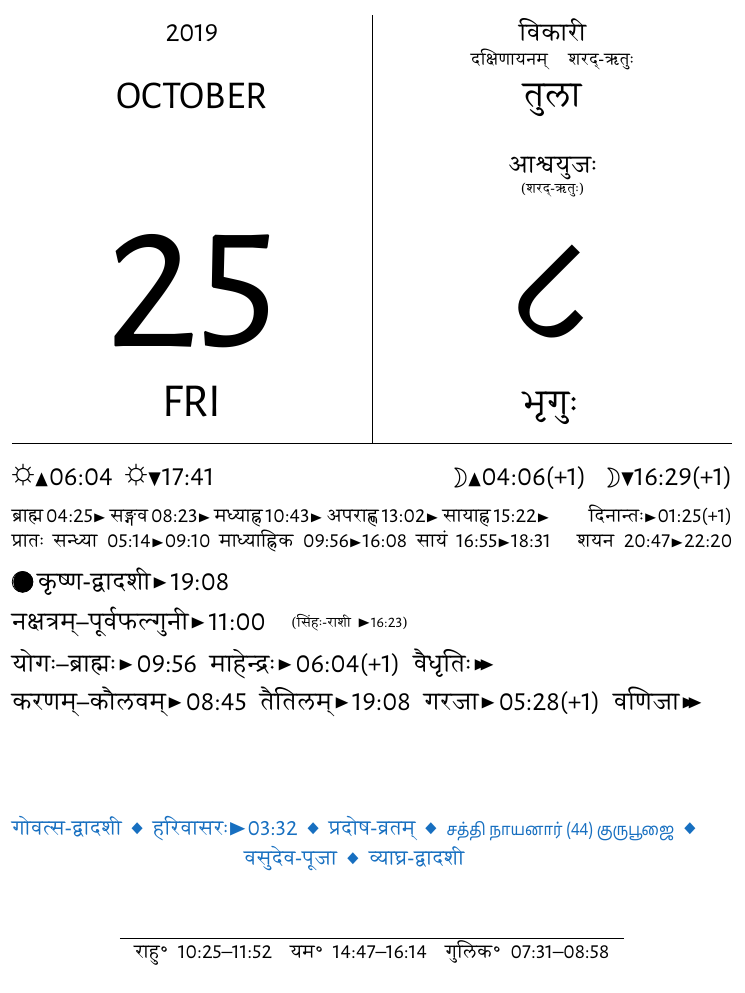 2019
OCTOBER
25
FRI
विकारी
दक्षिणायनम् शरद्-ऋतुः
तुला
आश्वयुजः
(शरद्-ऋतुः)
८
भृगुः
☼▲06:04 ☼▼17:41 ☽▲04:06(+1) ☽▼16:29(+1)
ब्राह्म 04:25► सङ्गव 08:23► मध्याह्न 10:43► अपराह्ण 13:02► सायाह्न 15:22► दिनान्तः►01:25(+1)
प्रातः सन्ध्या 05:14►09:10 माध्याह्निक 09:56►16:08 सायं 16:55►18:31 शयन 20:47►22:20
●कृष्ण-द्वादशी►19:08
नक्षत्रम्–पूर्वफल्गुनी►11:00 (सिंहः-राशी ►16:23)
योगः–ब्राह्मः►09:56 माहेन्द्रः►06:04(+1) वैधृतिः►►
करणम्–कौलवम्►08:45 तैतिलम्►19:08 गरजा►05:28(+1) वणिजा►►
गोवत्स-द्वादशी ◆ हरिवासरः►03:32 ◆ प्रदोष-व्रतम् ◆ சத்தி நாயனார் (44) குருபூஜை ◆
वसुदेव-पूजा ◆ व्याघ्र-द्वादशी
राहु॰ 10:25–11:52 यम॰ 14:47–16:14 गुलिक॰ 07:31–08:58